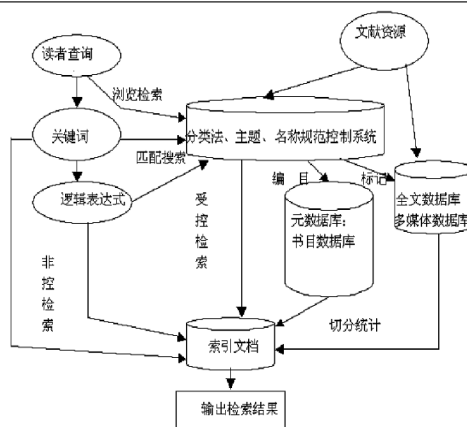 文献资源
读者查询
浏览检索
关键词
分类法、主题、名称规范控制系统
匹配搜索
逻辑表达式
受控检索
编 目
标记
全文数据库
多媒体数据库
元数据库；
书目数据库
非控检索
切分统计
索引文档
输出检索结果